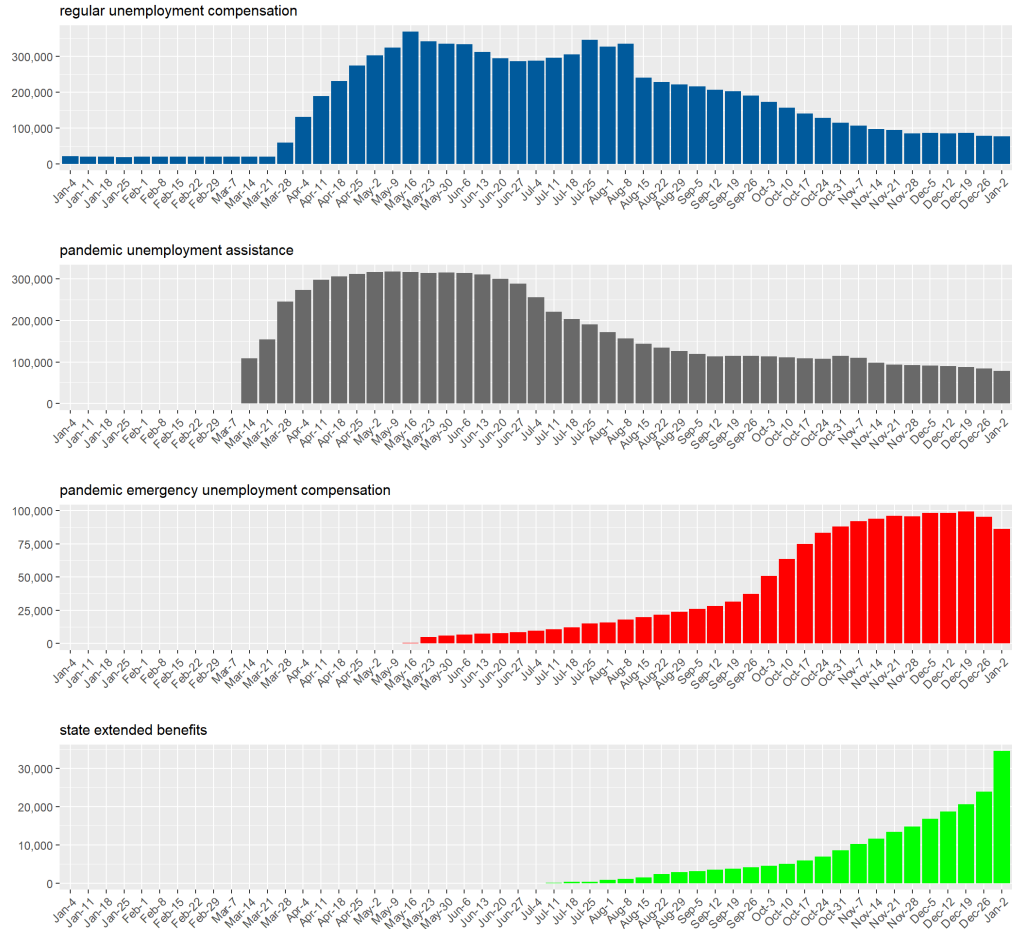 regular unemployment compensation
300,000
200,000
100,000
0
Jan-4 Jan-11 Jan-18 Jan-25 Feb-1 Feb-8 Feb-15 Feb-22 Feb-29 Mar-7 Mar-14 Mar-21 Mar-28 Apr-4 Apr-11 Apr-18 Apr-25 May-2 May-9 May-16 May-23 May-30 Jun-6 Jun-13 Jun-20 Jun-27 Jul-4 Jul-11 Jul-18 Jul-25 Aug-1 Aug-8 Aug-15 Aug-22 Aug-29 Sep-5 Sep-12 Sep-19 Sep-26 Oct-3 Oct-10 Oct-17 Oct-24 Oct-31 Nov-7 Nov-14 Nov-21 Nov-28 Dec-5 Dec-12 Dec-19 Dec-26 Jan-2
pandemic unemployment assistance
300,000
200,000
100,000
0
Jan-4 Jan-11 Jan-18 Jan-25 Feb-1 Feb-8 Feb-15 Feb-22 Feb-29 Mar-7 Mar-14 Mar-21 Mar-28 Apr-4 Apr-11 Apr-18 Apr-25 May-2 May-9 May-16 May-23 May-30 Jun-6 Jun-13 Jun-20 Jun-27 Jul-4 Jul-11 Jul-18 Jul-25 Aug-1 Aug-8 Aug-15 Aug-22 Aug-29 Sep-5 Sep-12 Sep-19 Sep-26 Oct-3 Oct-10 Oct-17 Oct-24 Oct-31 Nov-7 Nov-14 Nov-21 Nov-28 Dec-5 Dec-12 Dec-19 Dec-26 Jan-2
pandemic emergency unemployment compensation
100,000
75,000
50,000
25,000
0
Jan-4 Jan-11 Jan-18 Jan-25 Feb-1 Feb-8 Feb-15 Feb-22 Feb-29 Mar-7 Mar-14 Mar-21 Mar-28 Apr-4 Apr-11 Apr-18 Apr-25 May-2 May-9 May-16 May-23 May-30 Jun-6 Jun-13 Jun-20 Jun-27 Jul-4 Jul-11 Jul-18 Jul-25 Aug-1 Aug-8 Aug-15 Aug-22 Aug-29 Sep-5 Sep-12 Sep-19 Sep-26 Oct-3 Oct-10 Oct-17 Oct-24 Oct-31 Nov-7 Nov-14 Nov-21 Nov-28 Dec-5 Dec-12 Dec-19 Dec-26 Jan-2
state extended benefits
30,000
20,000
10,000
0
Jan-4 Jan-11 Jan-18 Jan-25 Feb-1 Feb-8 Feb-15 Feb-22 Feb-29 Mar-7 Mar-14 Mar-21 Mar-28 Apr-4 Apr-11 Apr-18 Apr-25 May-2 May-9 May-16 May-23 May-30 Jun-6 Jun-13 Jun-20 Jun-27 Jul-4 Jul-11 Jul-18 Jul-25 Aug-1 Aug-8 Aug-15 Aug-22 Aug-29 Sep-5 Sep-12 Sep-19 Sep-26 Oct-3 Oct-10 Oct-17 Oct-24 Oct-31 Nov-7 Nov-14 Nov-21 Nov-28 Dec-5 Dec-12 Dec-19 Dec-26 Jan-2